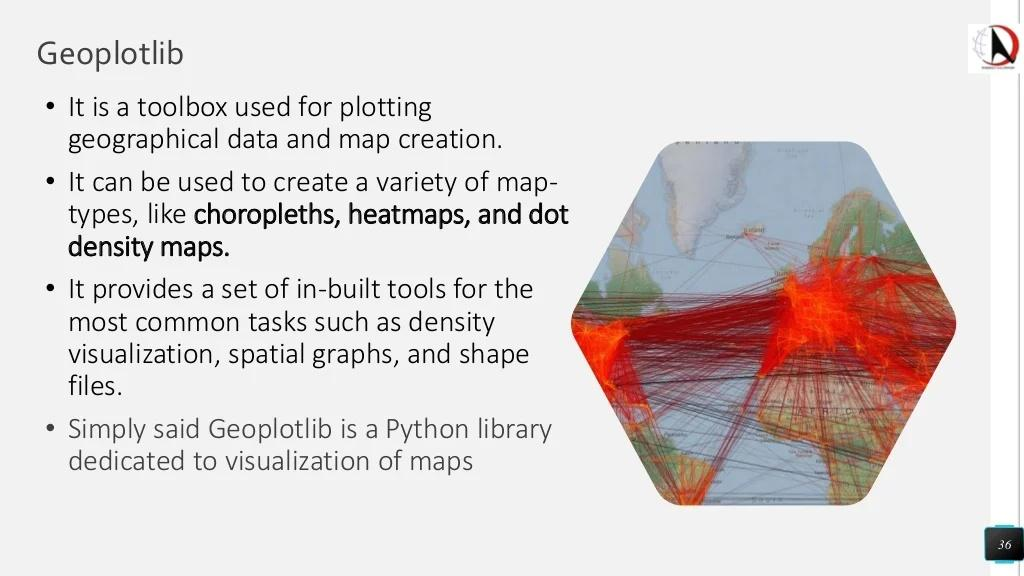 Geoplotlib
• It is a toolbox used for plotting
geographical data and map creation.
• It can be used to create a variety of map-
types, like choropleths, heatmaps, and dot
density maps.
• It provides a set of in-built tools for the
most common tasks such as density
visualization, spatial graphs, and shape
files.
• Simply said Geoplotlib is a Python library
dedicated to visualization of maps
36